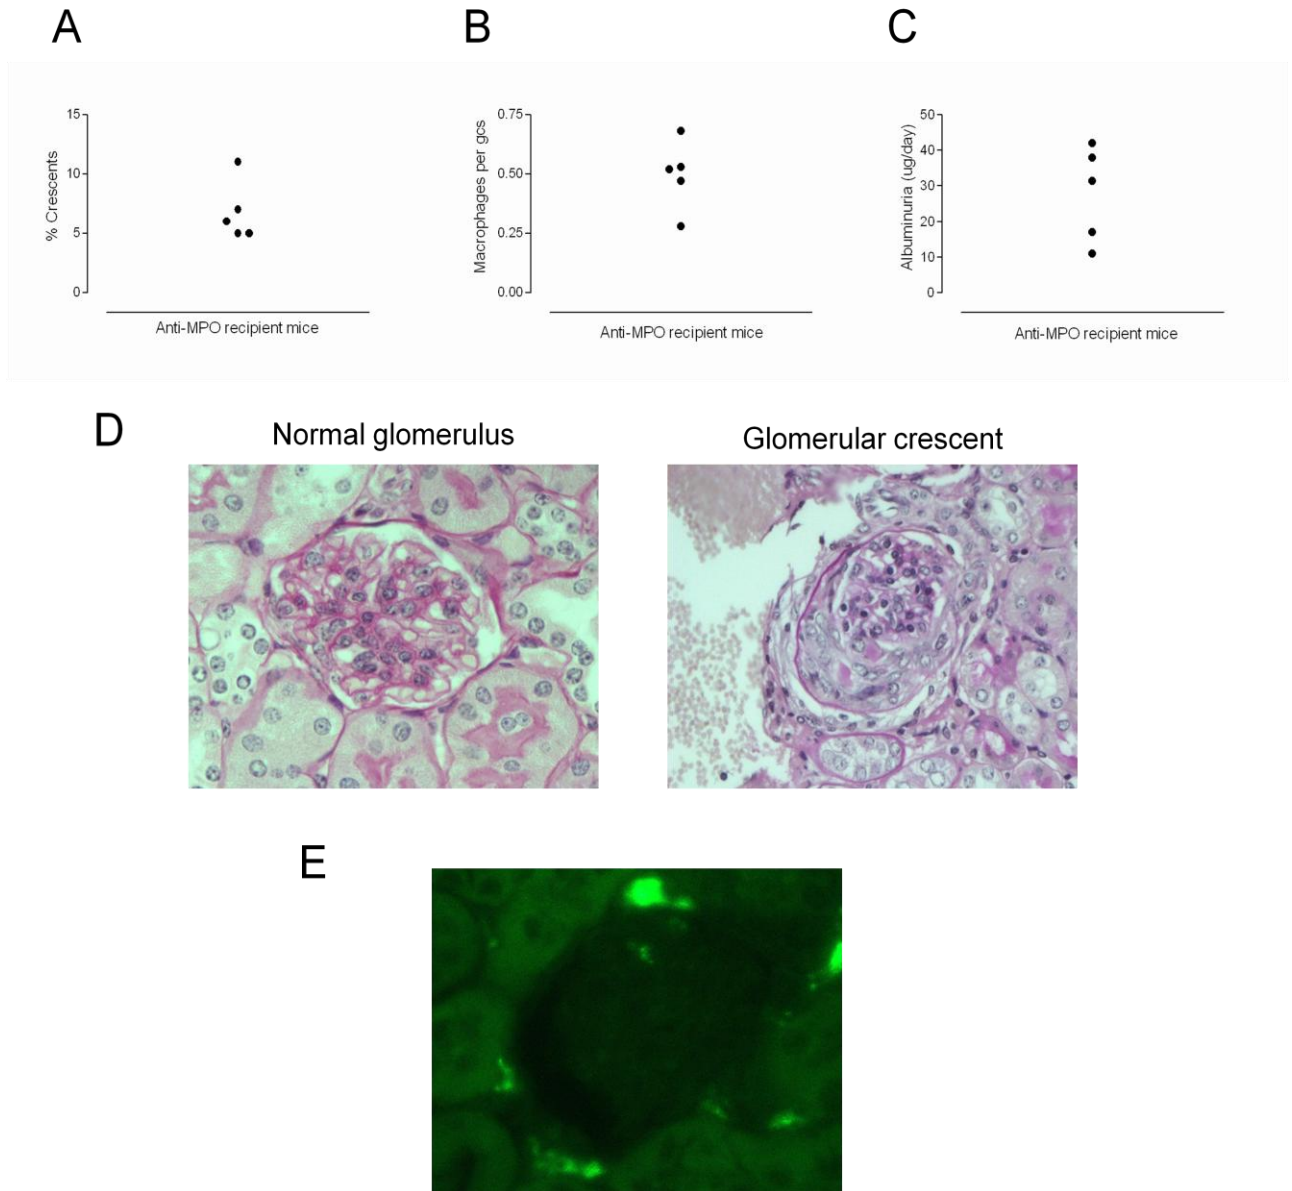 A
B
C
15
10
5
0
% Crescents
Anti-MPO recipient mice
0.75
0.50
0.25
0.00
Macrophages per gcs
Anti-MPO recipient mice
50
40
30
20
10
0
Albuminuria (ug/day)
Anti-MPO recipient mice
D
Normal glomerulus
Glomerular crescent
E